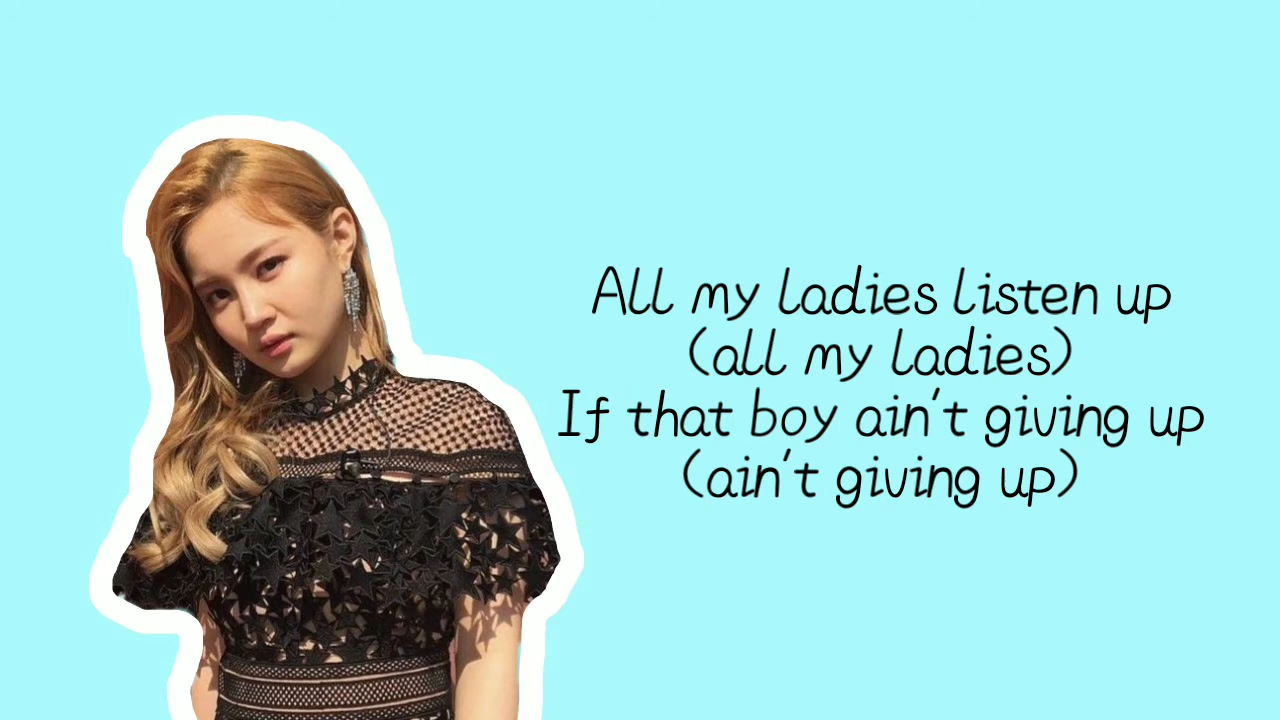 All my ladies listen up
(all my ladies)
If that boy ain't giving up
(ain't giving up)